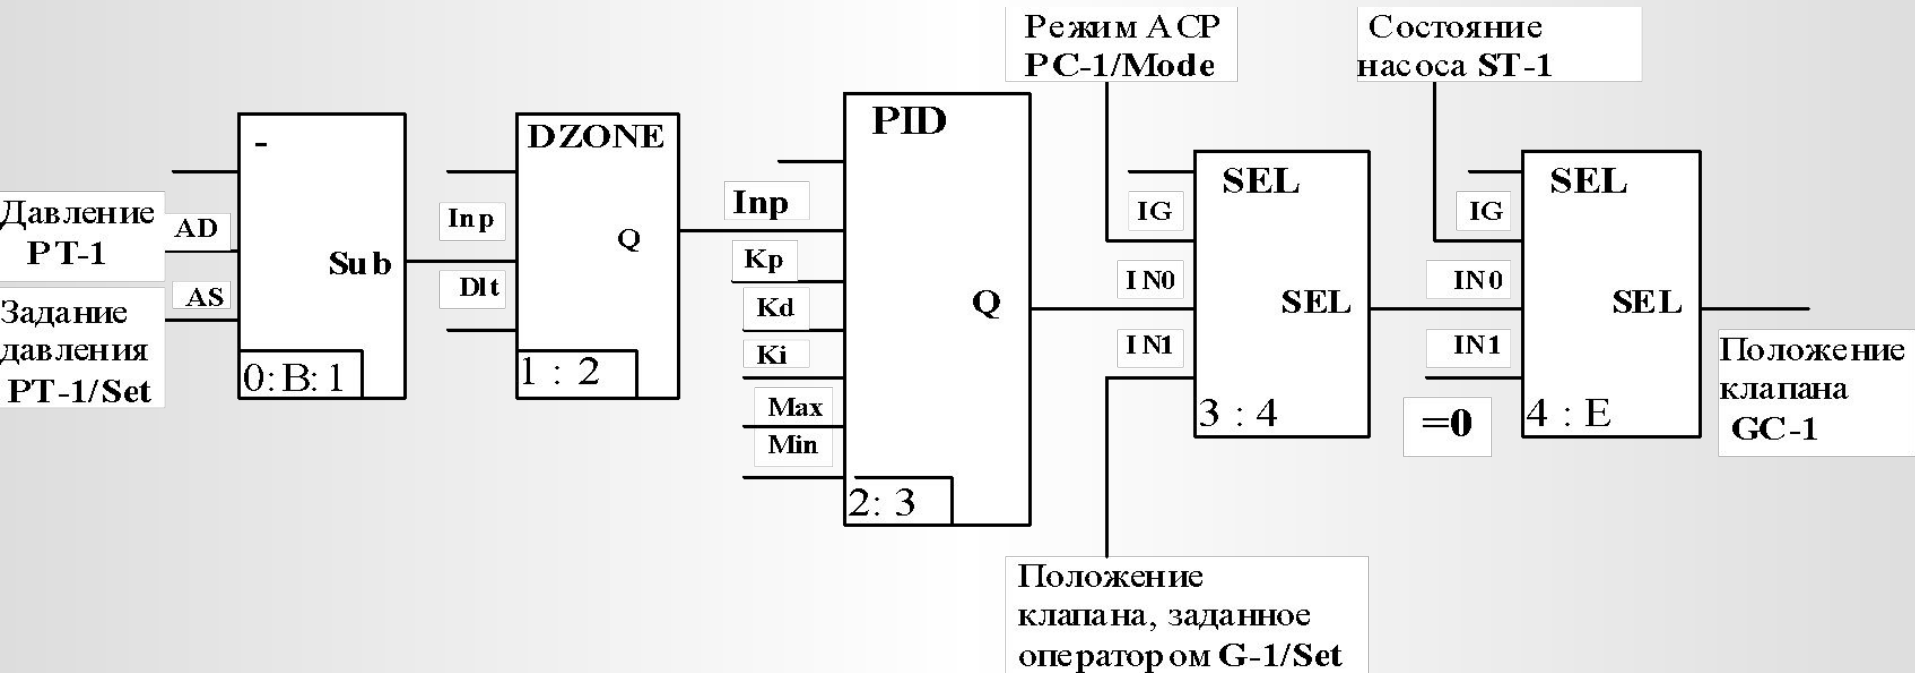 Режим АСР
PC-1/Mode
Состояние
насоса ST-1
-
Sub
0:B:1
Давление
PT-1
AD
AS
Задание
давления
PT-1/Set
DZONE
Inp
Q
Dlt
1 : 2
PID
Inp
Kp
Kd
Ki
Max
Min
Q
2: 3
SEL
IG
IN0
SEL
IN1
3 : 4
SEL
IG
IN0
SEL
IN1
=0
4 : E
Положение
клапана
GC-1
Положение
клапана, заданное
оператором G-1/Set